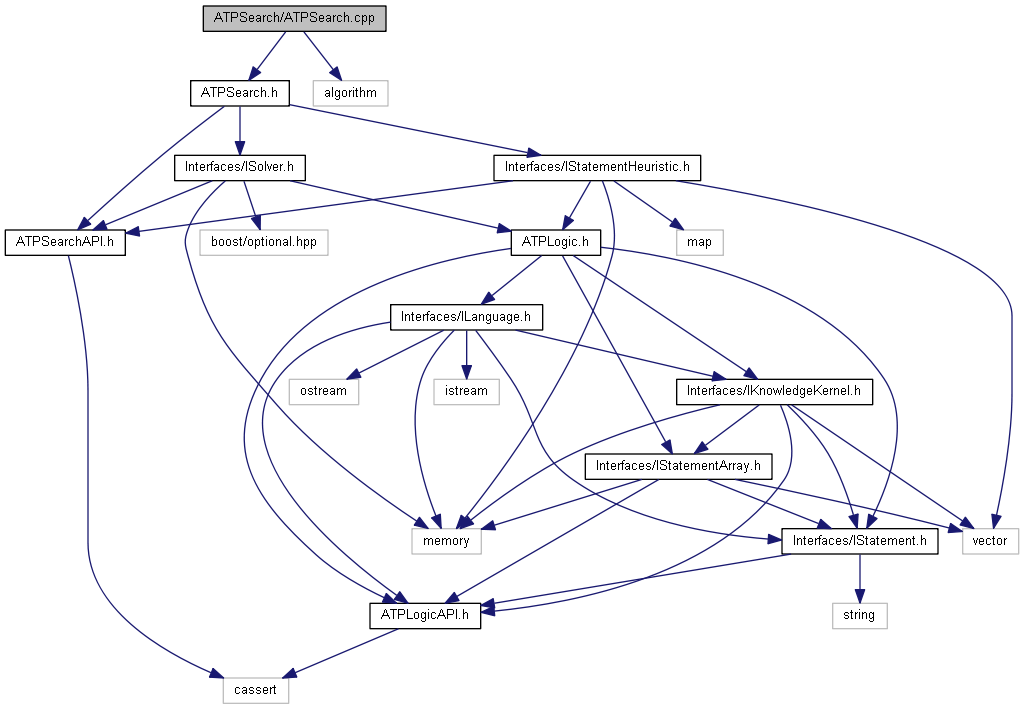 ATPSearch/ATPSearch.cpp
ATPSearch.h
algorithm
Interfaces/ISolver.h
Interfaces/IStatementHeuristic.h
ATPSearchAPI.h
boost/optional.hpp
ATPLogic.h
map
Interfaces/ILanguage.h
ostream
istream
Interfaces/IKnowledgeKernel.h
Interfaces/IStatementArray.h
memory
Interfaces/IStatement.h
vector
ATPLogicAPI.h
string
cassert